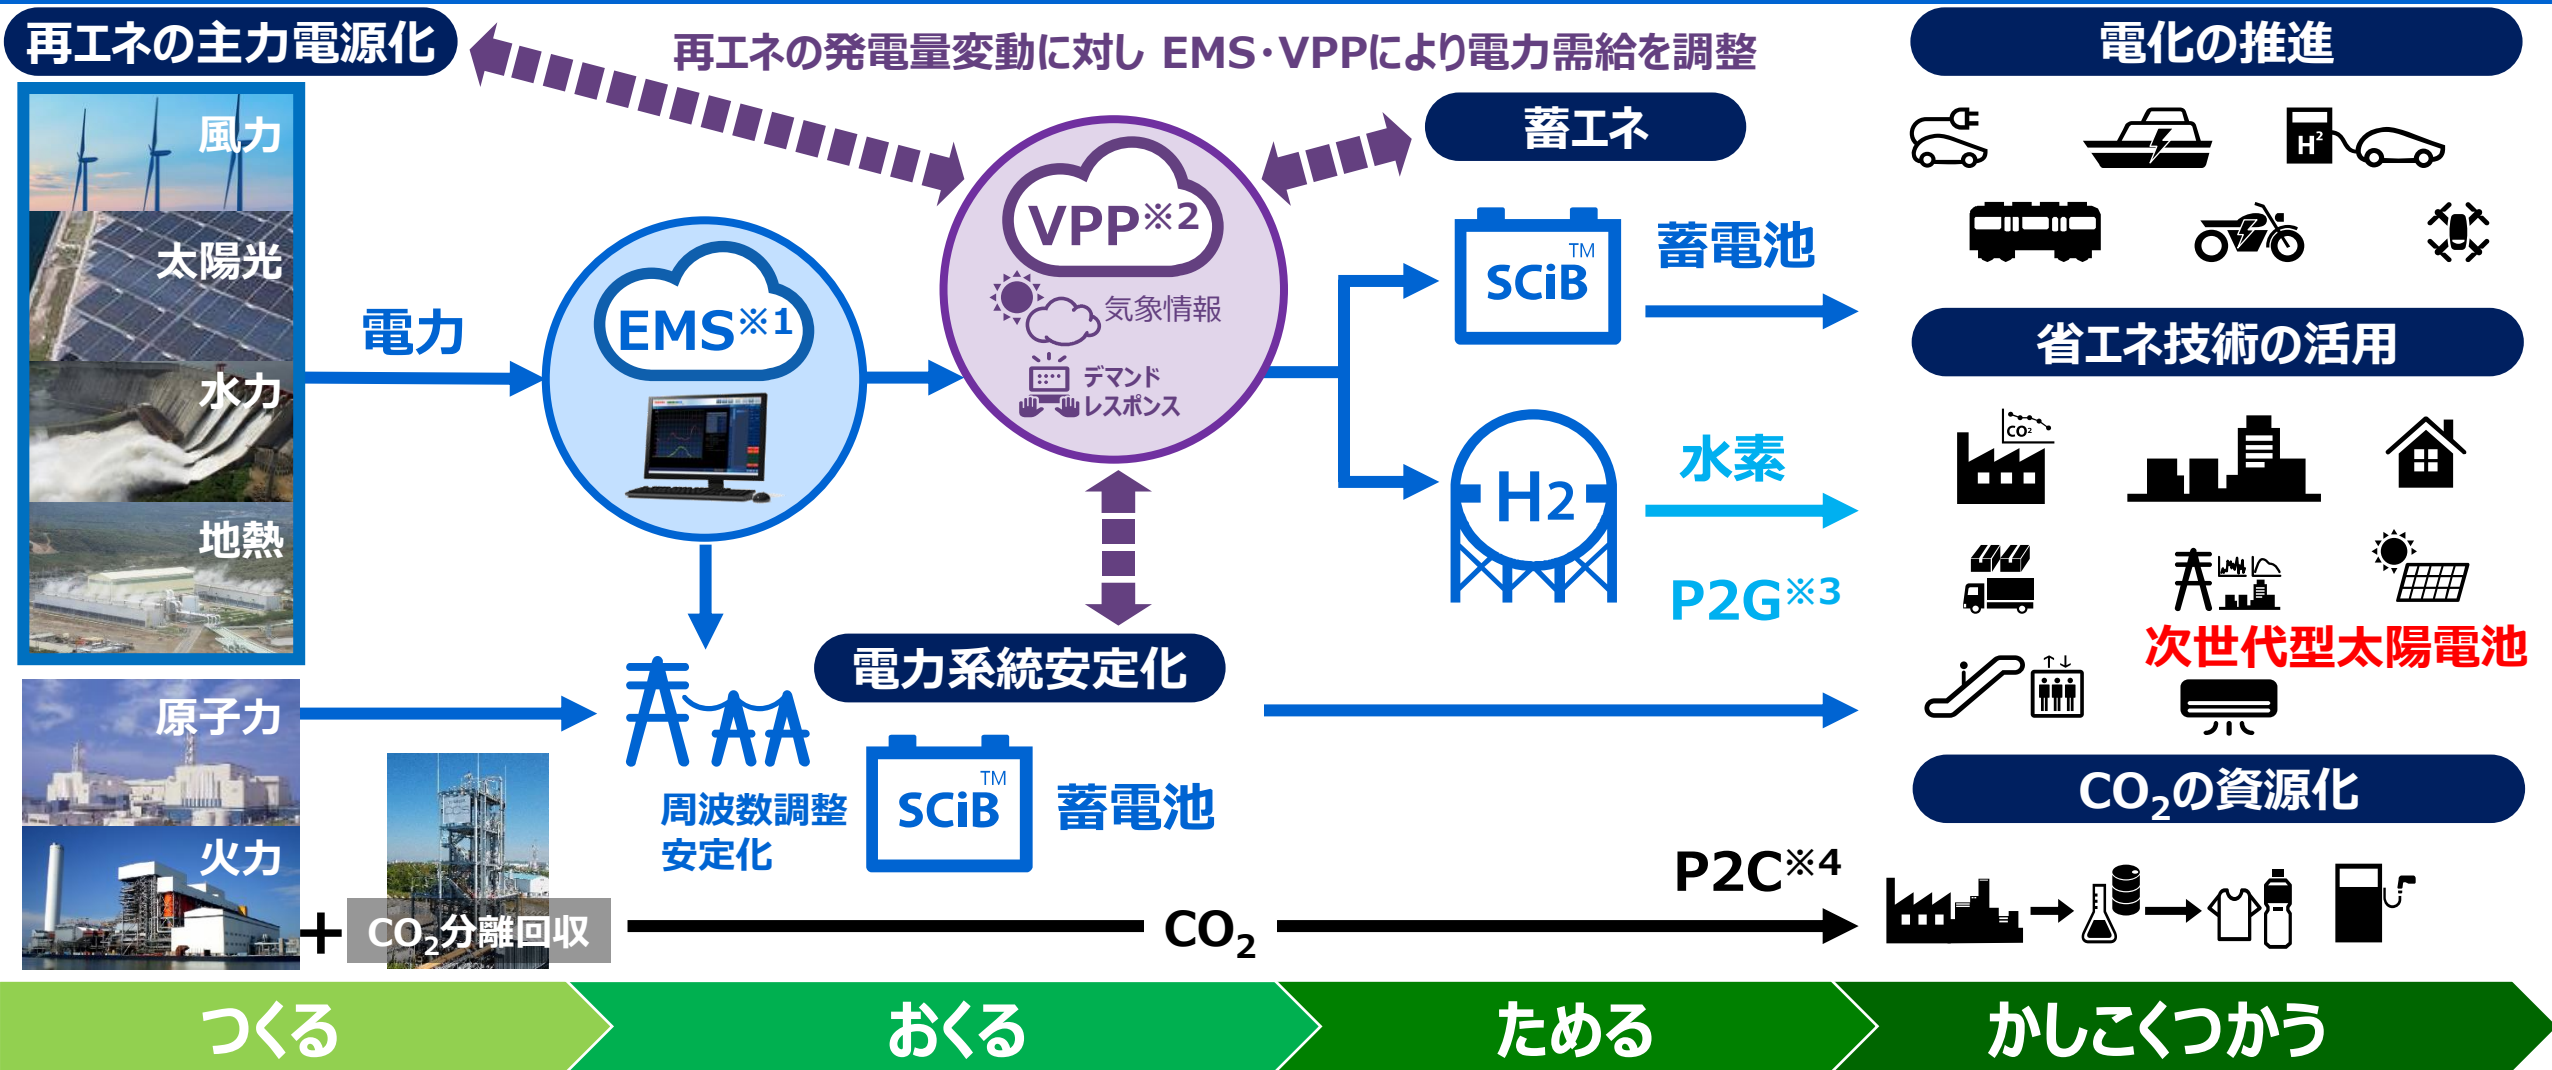 再エネの主力電源化
再エネの発電量変動に対し EMS・VPPにより電力需給を調整
電化の推進
蓄エネ
風力
太陽光
水力
地熱
電力
EMS※1
VPP※2
気象情報
デマンド
レスポンス
SCiB™
蓄電池
H2
H2
水素
P2G※3
省エネ技術の活用
CO2
次世代型太陽電池
原子力
火力
+
CO2分離回収
電力系統安定化
周波数調整
安定化
SCiB™
蓄電池
CO2
P2C※4
CO2の資源化
つくる
おくる
ためる
かしこくつかう